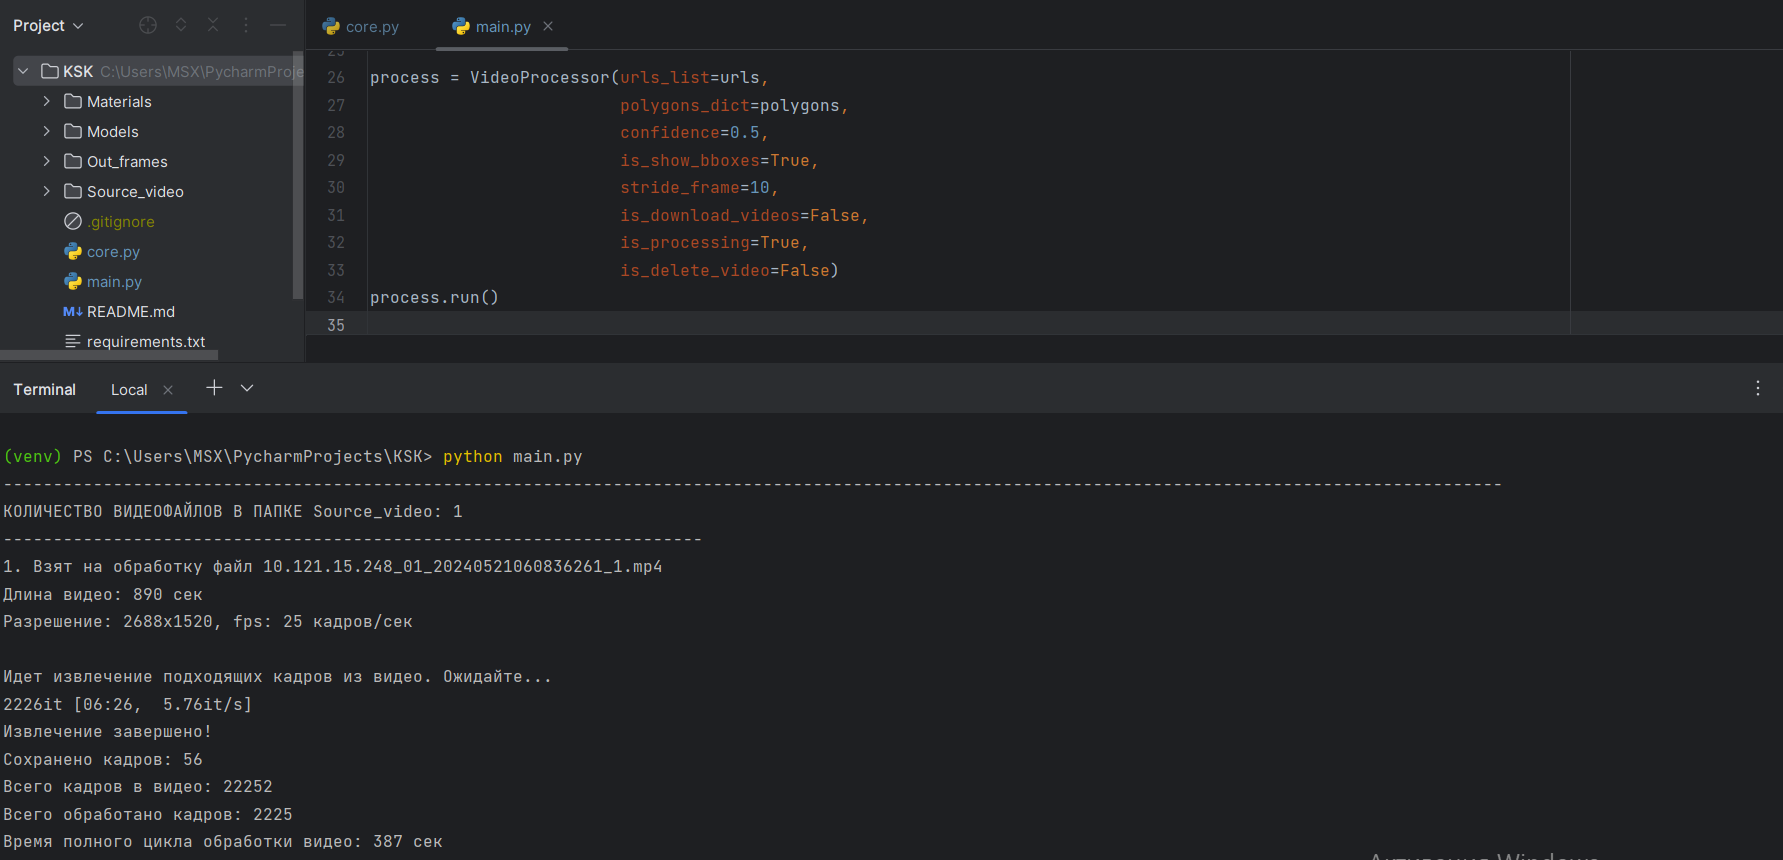 Project
core.py
main.py
KSK C:\Users\MSX\PycharmProje
Materials
Models
Out_frames
Source_video
.gitignore
core.py
main.py
README.md
requirements.txt
25
26 process = VideoProcessor(urls_list=urls,
27 polygons_dict=polygons,
28 confidence=0.5,
29 is_show_bboxes=True,
30 stride_frame=10,
31 is_download_videos=False,
32 is_processing=True,
33 is_delete_video=False)
34 process.run()
35
Terminal Local
(venv) PS C:\Users\MSX\PycharmProjects\KSK> python main.py
------------------------------------------------------------------------------------------------------------------------------------------------------
КОЛИЧЕСТВО ВИДЕОФАЙЛОВ В ПАПКЕ Source_video: 1
----------------------------------------------------------------------
1. Взят на обработку файл 10.121.15.248_01_20240521060836261_1.mp4
Длина видео: 890 сек
Разрешение: 2688x1520, fps: 25 кадров/сек
Идет извлечение подходящих кадров из видео. Ожидайте...
2226it [06:26,  5.76it/s]
Извлечение завершено!
Сохранено кадров: 56
Всего кадров в видео: 22252
Всего обработано кадров: 2225
Время полного цикла обработки видео: 387 сек
Активация Windows